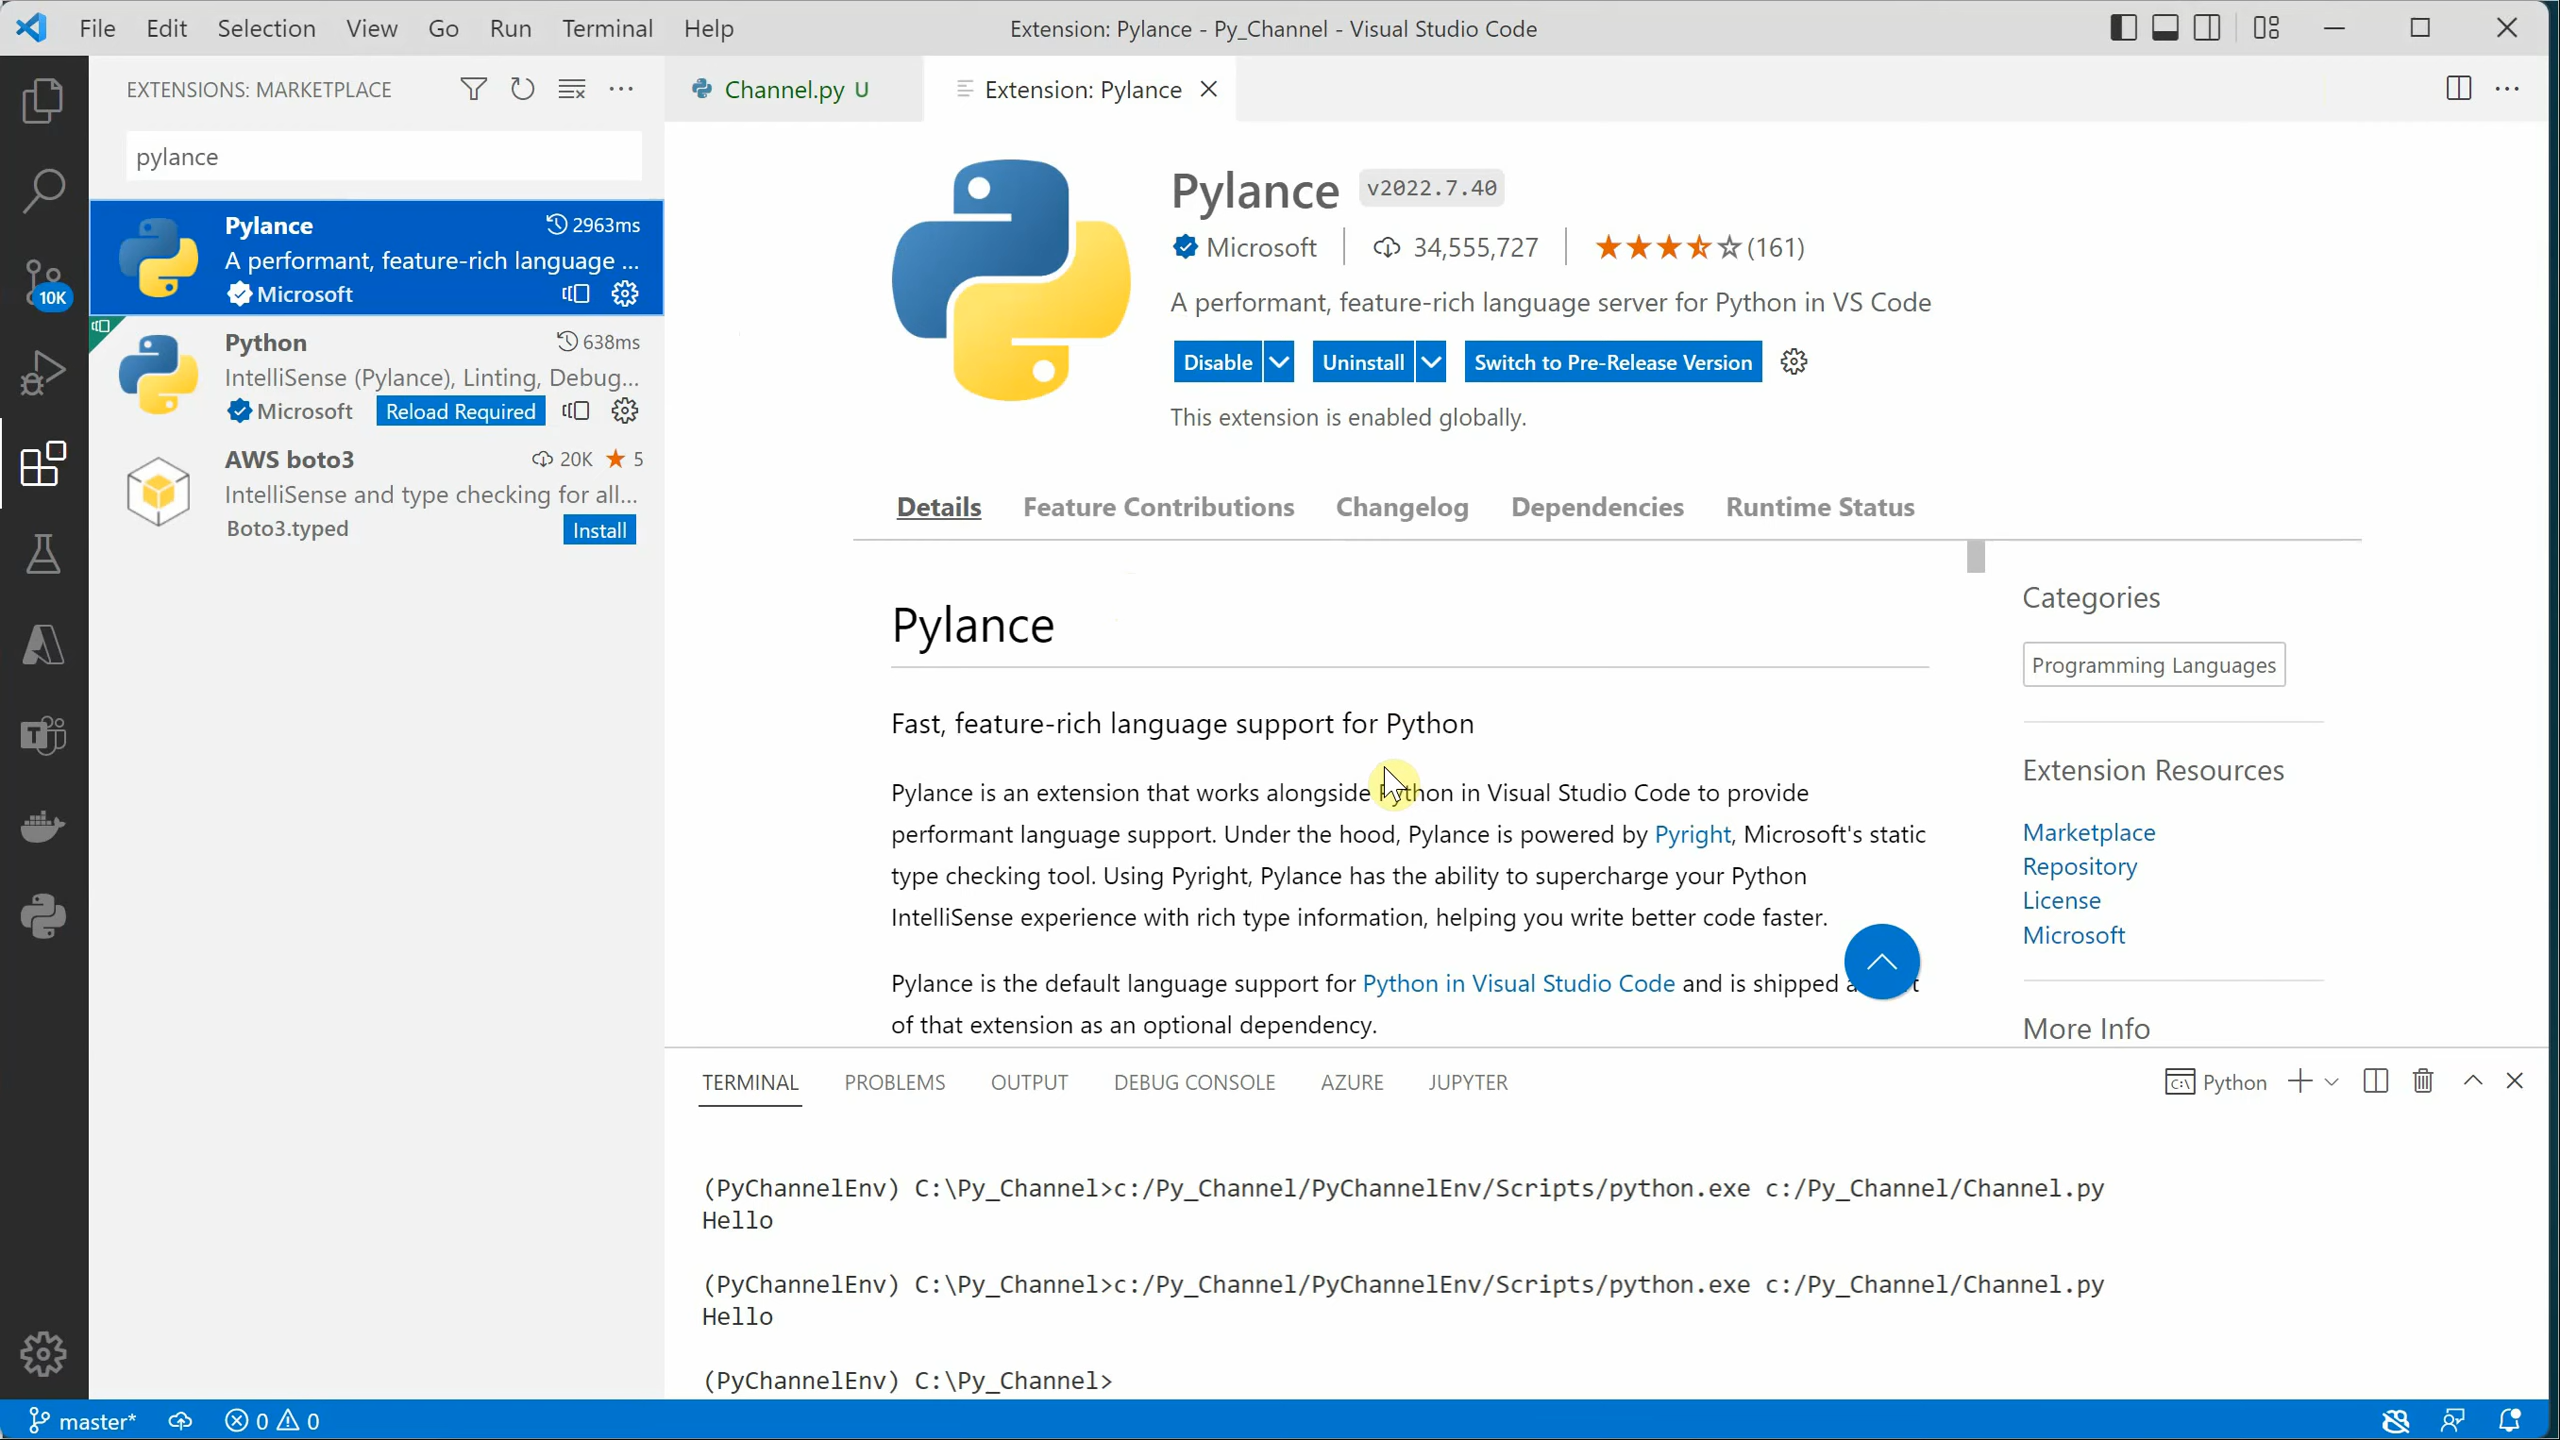 File Edit Selection View Go Run Terminal Help
Extension: Pylance - Py_Channel - Visual Studio Code
EXTENSIONS: MARKETPLACE
pylance
Pylance 2963ms
A performant, feature-rich language ...
Microsoft
Python 638ms
IntelliSense (Pylance), Linting, Debug...
Microsoft Reload Required
AWS boto3 20K 5
IntelliSense and type checking for all...
Boto3.typed Install
10K
Channel.py U
Extension: Pylance
Pylance v2022.7.40
Microsoft 34,555,727 (161)
A performant, feature-rich language server for Python in VS Code
Disable Uninstall Switch to Pre-Release Version
This extension is enabled globally.
Details Feature Contributions Changelog Dependencies Runtime Status
Pylance
Fast, feature-rich language support for Python
Pylance is an extension that works alongside Python in Visual Studio Code to provide
performant language support. Under the hood, Pylance is powered by Pyright, Microsoft's static
type checking tool. Using Pyright, Pylance has the ability to supercharge your Python
IntelliSense experience with rich type information, helping you write better code faster.
Pylance is the default language support for Python in Visual Studio Code and is shipped
of that extension as an optional dependency.
Categories
Programming Languages
Extension Resources
Marketplace
Repository
License
Microsoft
More Info
TERMINAL PROBLEMS OUTPUT DEBUG CONSOLE AZURE JUPYTER
Python
(PyChannelEnv) C:\Py_Channel>c:/Py_Channel/PyChannelEnv/Scripts/python.exe c:/Py_Channel/Channel.py
Hello
(PyChannelEnv) C:\Py_Channel>c:/Py_Channel/PyChannelEnv/Scripts/python.exe c:/Py_Channel/Channel.py
Hello
(PyChannelEnv) C:\Py_Channel>
master* 0 0